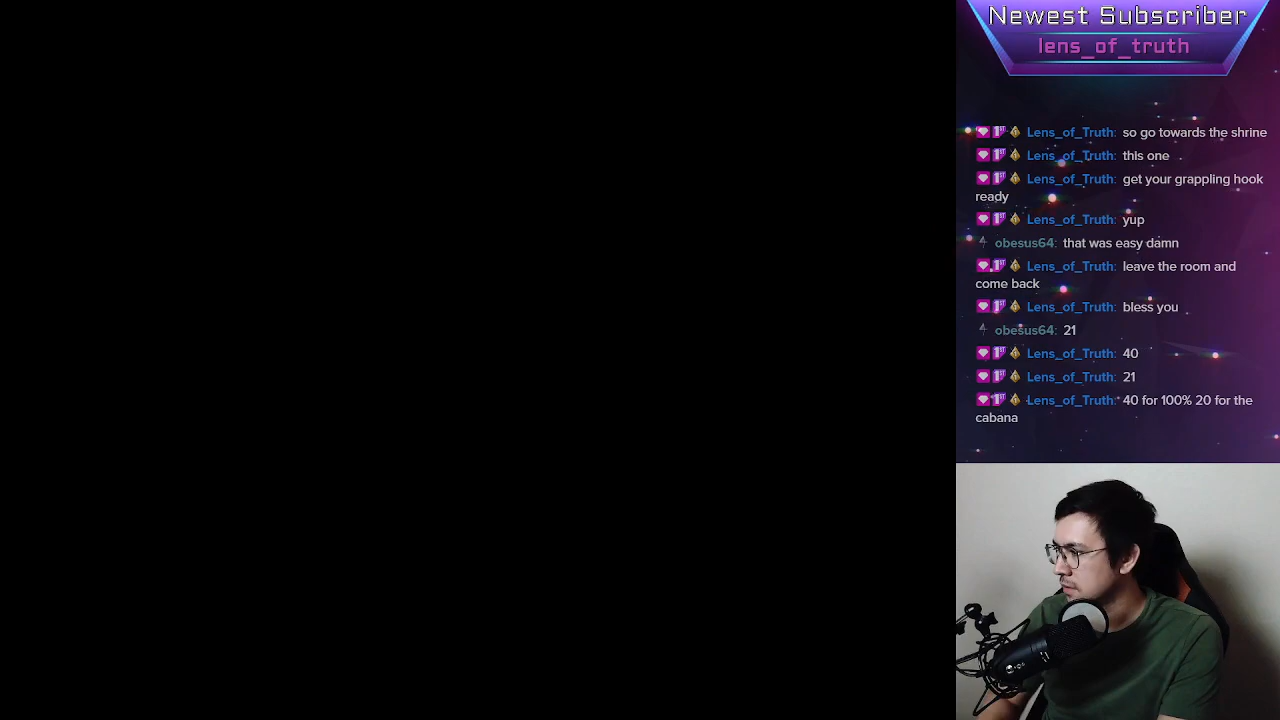 Newest Subscriber
lens_of_truth
Lens_of_Truth: so go towards the shrine
Lens_of_Truth: this one
Lens_of_Truth: get your grappling hook
ready
Lens_of_Truth: yup
obesus64: that was easy damn
Lens_of_Truth: leave the room and
come back
Lens_of_Truth: bless you
obesus64: 21
Lens_of_Truth: 40
Lens_of_Truth: 21
Lens_of_Truth: 40 for 100% 20 for the
cabana